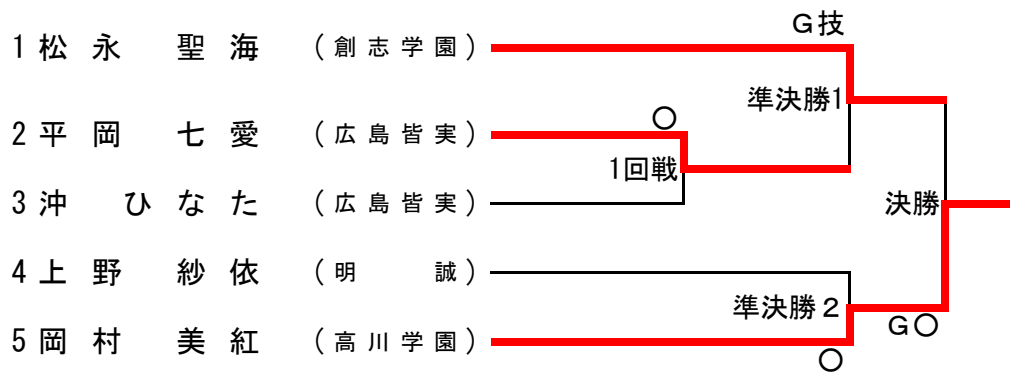 G技
1 松永 聖海 (創志学園)
準決勝1
○
2 平岡 七愛 (広島皆実)
1回戦
3 沖 ひなた (広島皆実)
決勝
4 上野 紗依 (明 誠)
準決勝2
G○
5 岡村 美紅 (高川学園)
○